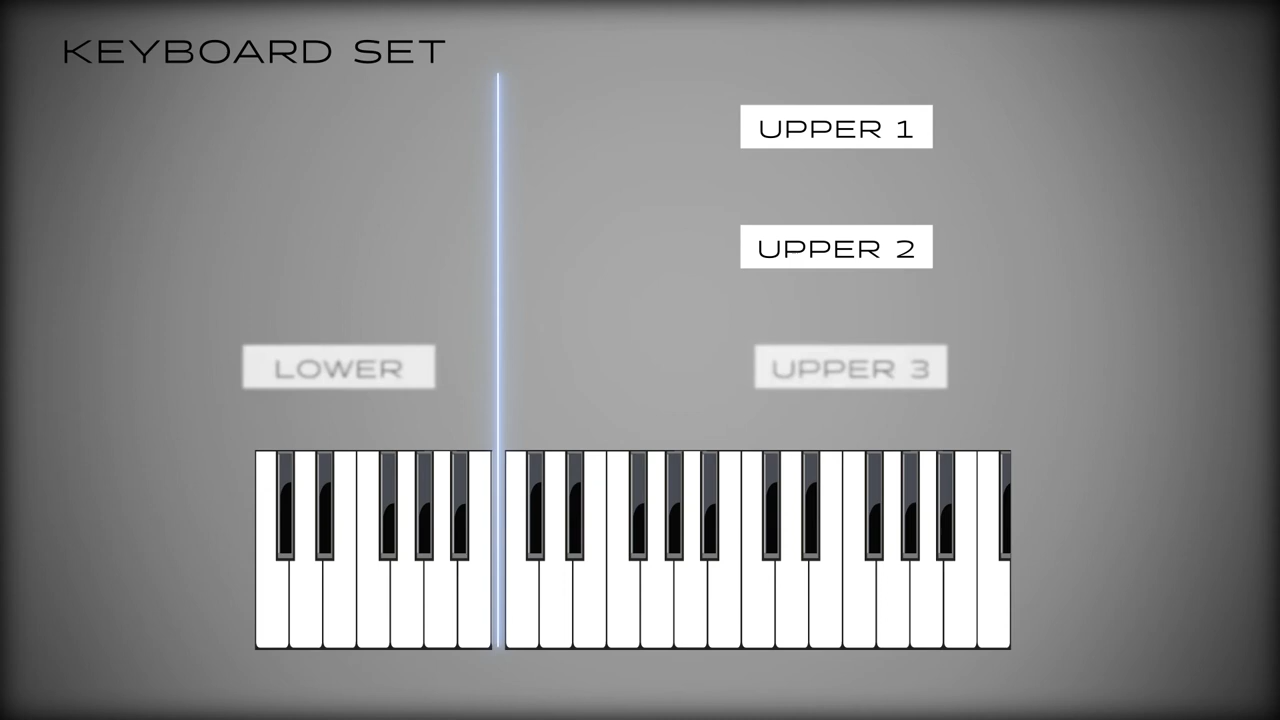 KEYBOARD SET
UPPER 1
UPPER 2
LOWER
UPPER 3